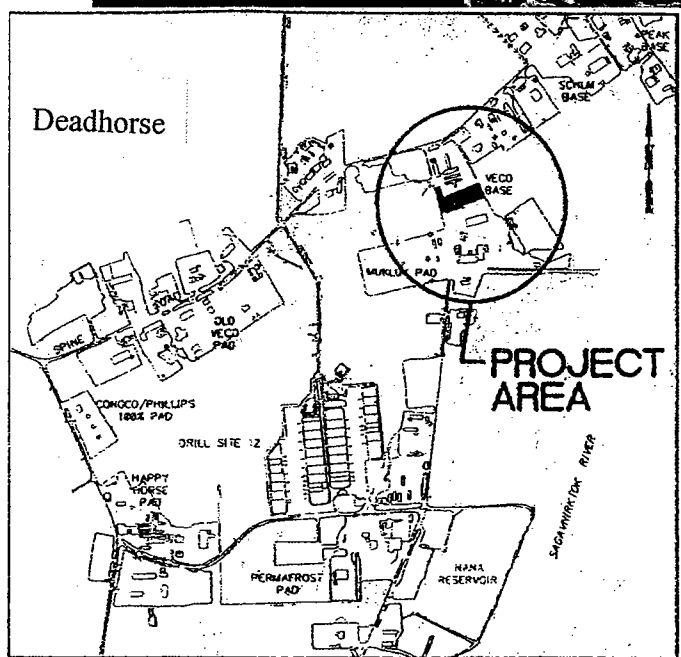 Deadhorse
PEAK
BASE
SCHLM
BASE
VECO
BASE
MUKLUK PAD
OLD
VECO
PAD
SPINE
ROAD
PROJECT
AREA
CONOCO/PHILLIPS
100% PAD
DRILL SITE 12
HAPPY
HORSE
PAD
SAGAVNIRKTOK RIVER
PERMAFROST
PAD
NANA
RESERVOIR